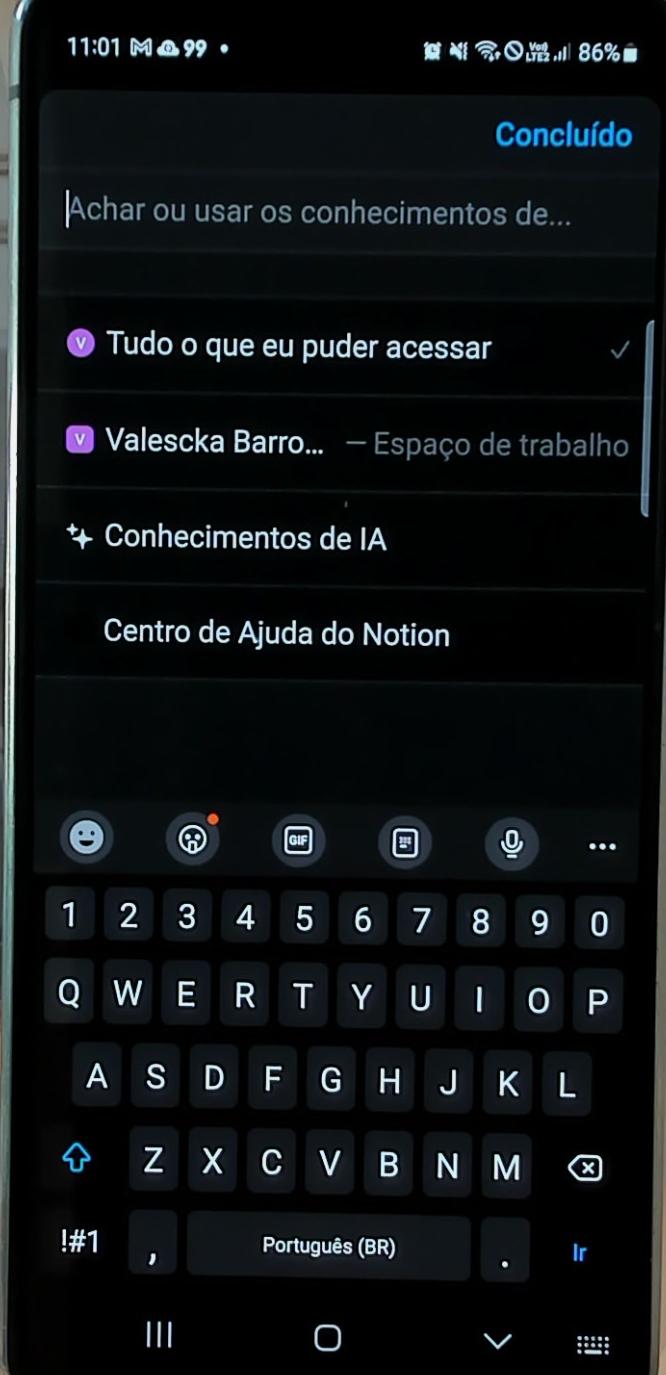 11:01 99
Vo) LTE2 86%
Concluído
Achar ou usar os conhecimentos de...
V Tudo o que eu puder acessar
V Valescka Barro... — Espaço de trabalho
Conhecimentos de IA
Centro de Ajuda do Notion
GIF
...
1 2 3 4 5 6 7 8 9 0
Q W E R T Y U I O P
A S D F G H J K L
Z X C V B N M
!#1 , Português (BR) . Ir